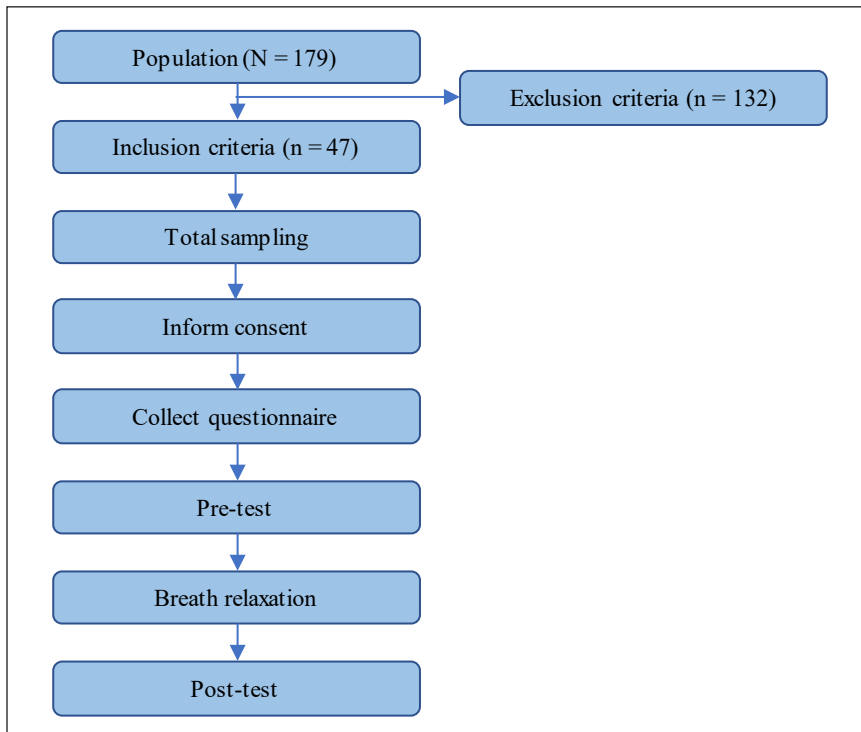 Population (N = 179)
Exclusion criteria (n = 132)
Inclusion criteria (n = 47)
Total sampling
Inform consent
Collect questionnaire
Pre-test
Breath relaxation
Post-test